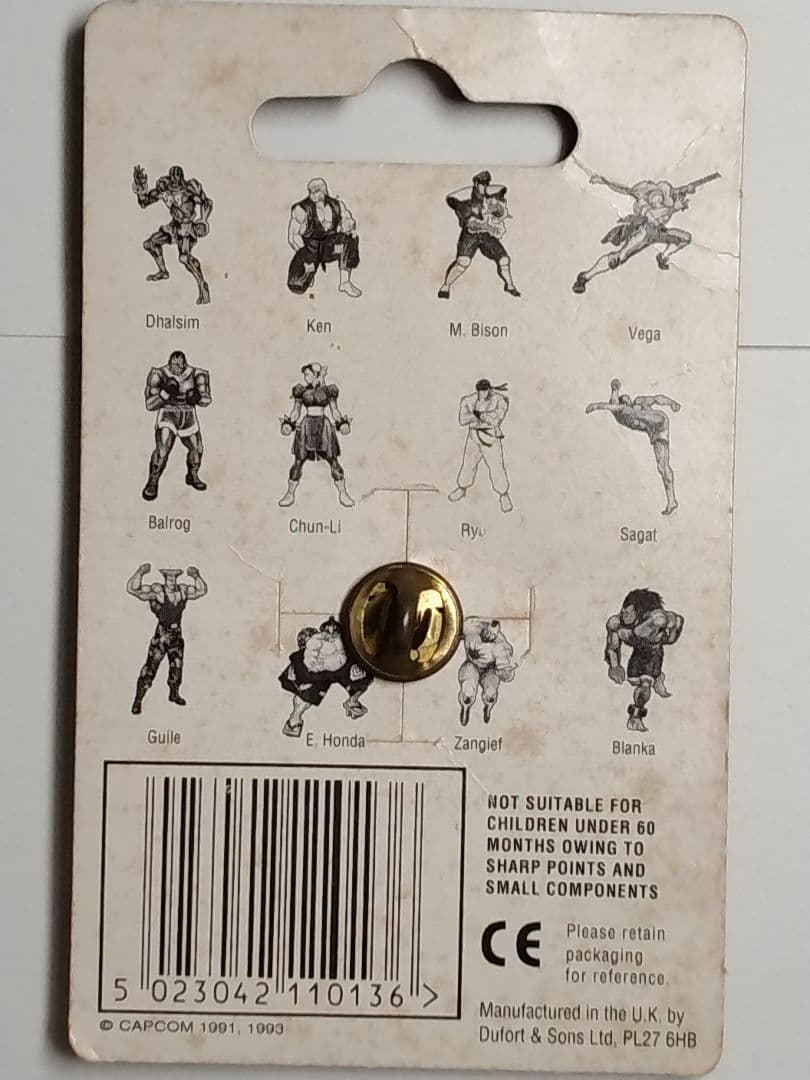 Dhalsim
Ken
M. Bison
Vega
Balrog
Chun-Li
Ryu
Sagat
Guile
E. Honda
Zangief
Blanka
NOT SUITABLE FOR
CHILDREN UNDER 60
MONTHS OWING TO
SHARP POINTS AND
SMALL COMPONENTS
CE
Please retain
packaging
for reference.
5 023042 110136 >
© CAPCOM 1991, 1993
Manufactured in the U.K. by
Dufort & Sons Ltd, PL27 6HB